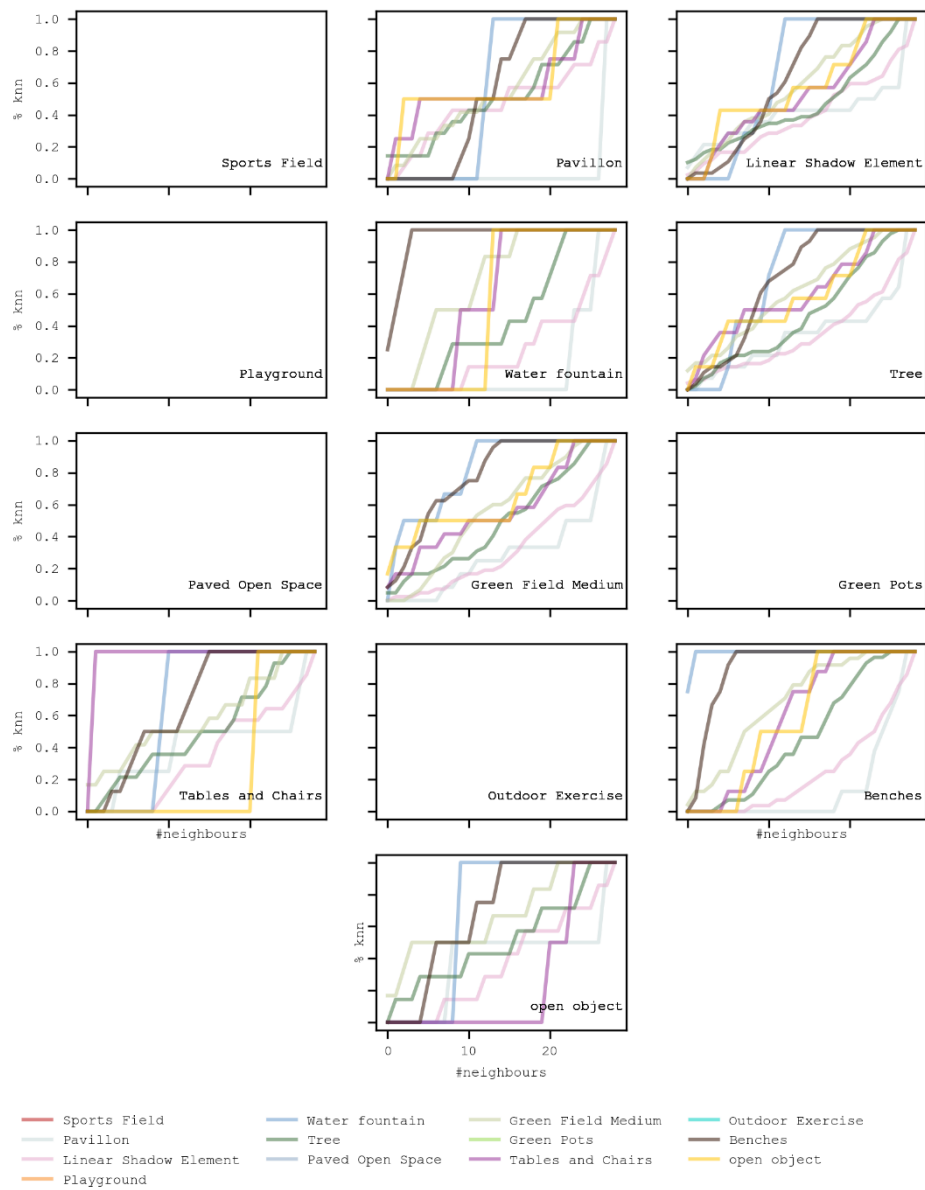 1.0
0.8
% knn
0.6
0.4
0.2
0.0
Sports Field
Pavillon
Linear Shadow Element
1.0
0.8
% knn
0.6
0.4
0.2
0.0
Playground
Water fountain
Tree
1.0
0.8
% knn
0.6
0.4
0.2
0.0
Paved Open Space
Green Field Medium
Green Pots
1.0
0.8
% knn
0.6
0.4
0.2
0.0
Tables and Chairs
Outdoor Exercise
Benches
#neighbours
#neighbours
% knn
open object
0 10 20
#neighbours
Sports Field Water fountain Green Field Medium Outdoor Exercise
Pavillon Tree Green Pots Benches
Linear Shadow Element Paved Open Space Tables and Chairs open object
Playground